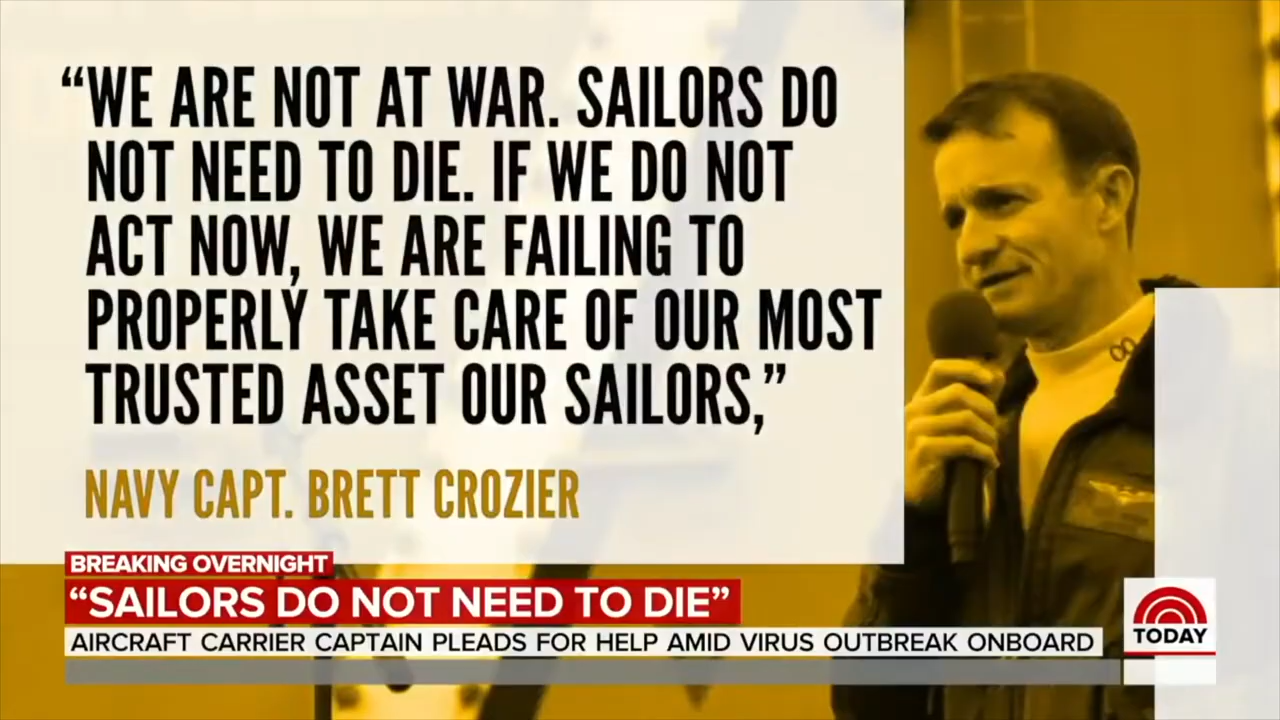 “WE ARE NOT AT WAR. SAILORS DO
NOT NEED TO DIE. IF WE DO NOT
ACT NOW, WE ARE FAILING TO
PROPERLY TAKE CARE OF OUR MOST
TRUSTED ASSET OUR SAILORS,”
NAVY CAPT. BRETT CROZIER
BREAKING OVERNIGHT
“SAILORS DO NOT NEED TO DIE”
AIRCRAFT CARRIER CAPTAIN PLEADS FOR HELP AMID VIRUS OUTBREAK ONBOARD
TODAY